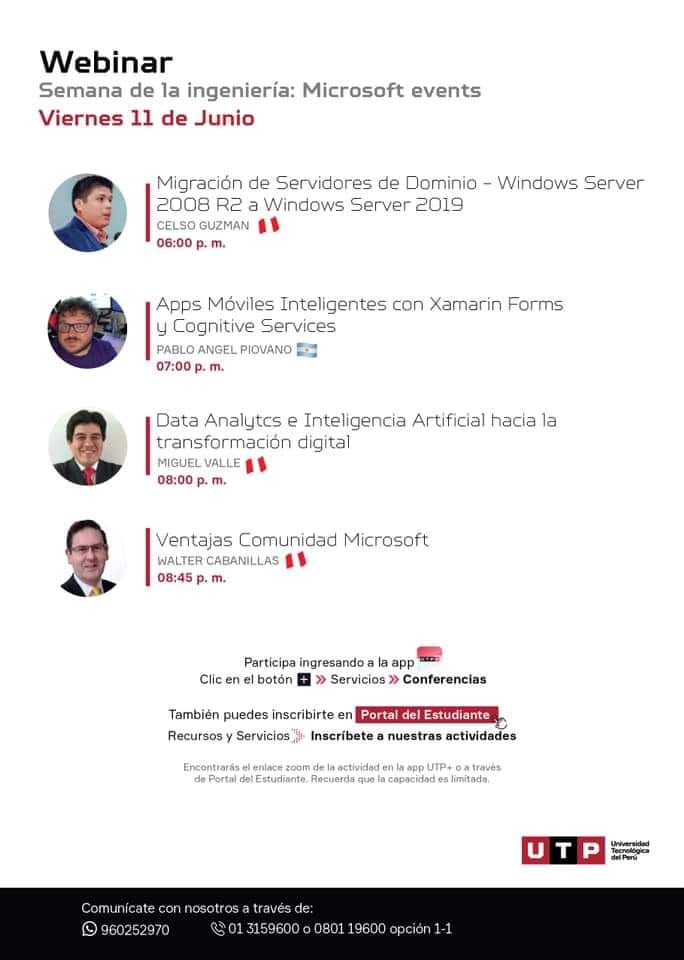 Webinar
Semana de la ingeniería: Microsoft events
Viernes 11 de Junio
Migración de Servidores de Dominio – Windows Server
2008 R2 a Windows Server 2019
CELSO GUZMAN
06:00 p. m.
Apps Móviles Inteligentes con Xamarin Forms
y Cognitive Services
PABLO ANGEL PIOVANO
07:00 p. m.
Data Analytcs e Inteligencia Artificial hacia la
transformación digital
MIGUEL VALLE
08:00 p. m.
Ventajas Comunidad Microsoft
WALTER CABANILLAS
08:45 p. m.
Participa ingresando a la app
Clic en el botón + » Servicios » Conferencias
También puedes inscribirte en Portal del Estudiante
Recursos y Servicios » Inscríbete a nuestras actividades
Encontrarás el enlace zoom de la actividad en la app UTP+ o a través
de Portal del Estudiante. Recuerda que la capacidad es limitada.
UTP Universidad
Tecnológica
del Perú
Comunícate con nosotros a través de:
960252970 01 3159600 o 0801 19600 opción 1-1